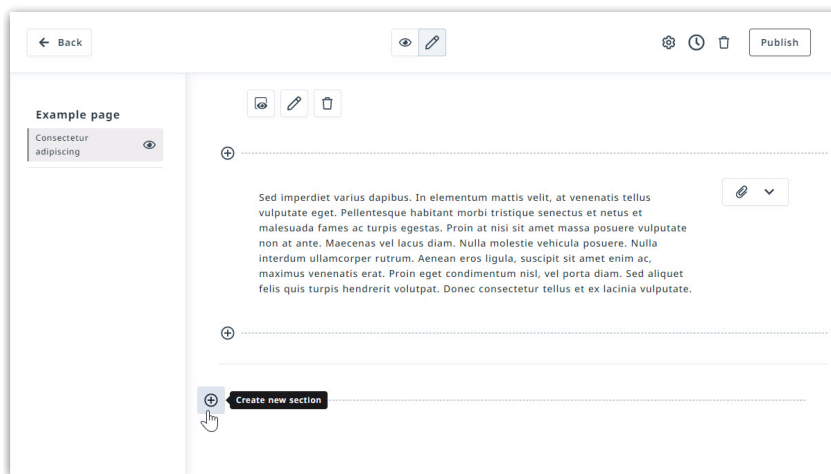 Back
Publish
Example page
Consectetur
adipiscing
Sed imperdiet varius dapibus. In elementum mattis velit, at venenatis tellus
vulputate eget. Pellentesque habitant morbi tristique senectus et netus et
malesuada fames ac turpis egestas. Proin at nisi sit amet massa posuere vulputate
non at ante. Maecenas vel lacus diam. Nulla molestie vehicula posuere. Nulla
interdum ullamcorper rutrum. Aenean eros ligula, suscipit sit amet enim ac,
maximus venenatis erat. Proin eget condimentum nisl, vel porta diam. Sed aliquet
felis quis turpis hendrerit volutpat. Donec consectetur tellus et ex lacinia vulputate.
Create new section